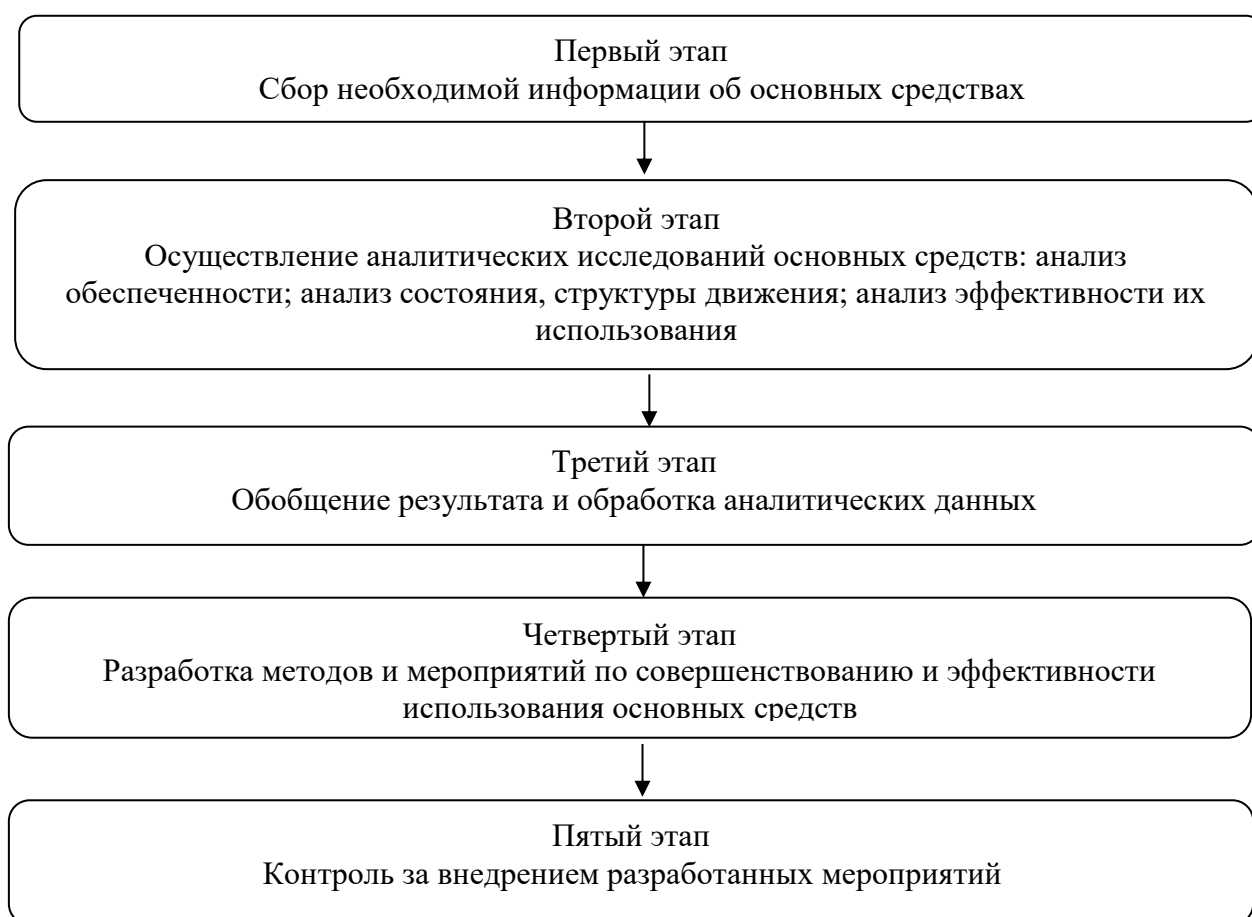 Первый этап
Сбор необходимой информации об основных средствах
Второй этап
Осуществление аналитических исследований основных средств: анализ
обеспеченности; анализ состояния, структуры движения; анализ эффективности их
использования
Третий этап
Обобщение результата и обработка аналитических данных
Четвертый этап
Разработка методов и мероприятий по совершенствованию и эффективности
использования основных средств
Пятый этап
Контроль за внедрением разработанных мероприятий